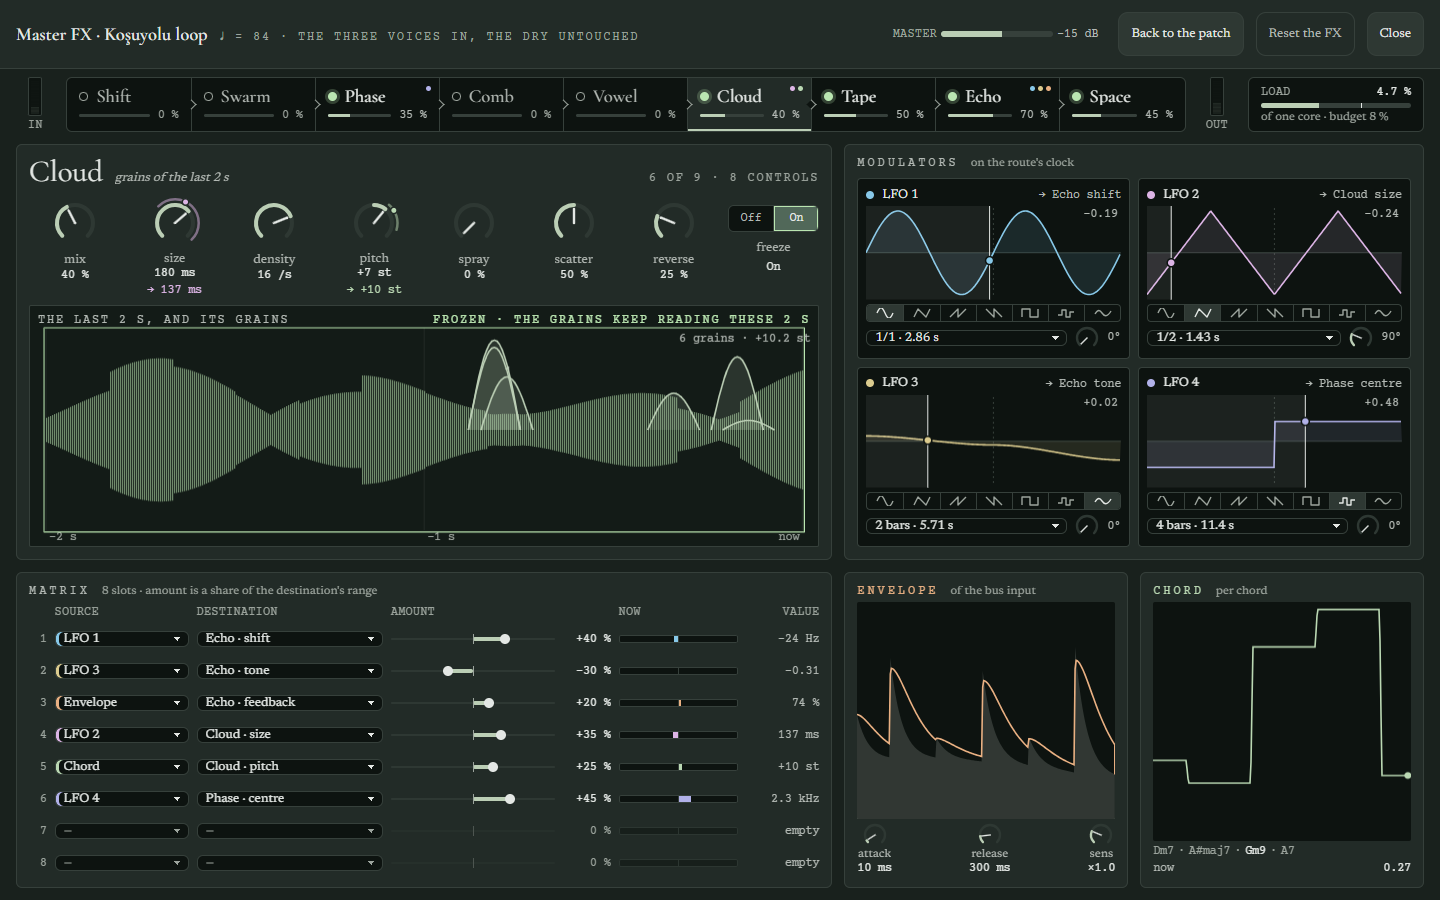 Master FX · Koşuyolu loop ♩ = 84 · THE THREE VOICES IN, THE DRY UNTOUCHED
MASTER −15 dB Back to the patch Reset the FX Close
IN
Shift 0 %
Swarm 0 %
Phase 35 %
Comb 0 %
Vowel 0 %
Cloud 40 %
Tape 50 %
Echo 70 %
Space 45 %
OUT
LOAD 4.7 %
of one core · budget 8 %
Cloud grains of the last 2 s 6 OF 9 · 8 CONTROLS
mix
40 %
size
180 ms
→ 137 ms
density
16 /s
pitch
+7 st
→ +10 st
spray
0 %
scatter
50 %
reverse
25 %
Off On
freeze
On
THE LAST 2 S, AND ITS GRAINS FROZEN · THE GRAINS KEEP READING THESE 2 S
6 grains · +10.2 st
−2 s −1 s now
MODULATORS on the route's clock
LFO 1 → Echo shift
−0.19
1/1 · 2.86 s 0°
LFO 2 → Cloud size
−0.24
1/2 · 1.43 s 90°
LFO 3 → Echo tone
+0.02
2 bars · 5.71 s 0°
LFO 4 → Phase centre
+0.48
4 bars · 11.4 s 0°
MATRIX 8 slots · amount is a share of the destination's range
SOURCE DESTINATION AMOUNT NOW VALUE
1 LFO 1 Echo · shift +40 % −24 Hz
2 LFO 3 Echo · tone −30 % −0.31
3 Envelope Echo · feedback +20 % 74 %
4 LFO 2 Cloud · size +35 % 137 ms
5 Chord Cloud · pitch +25 % +10 st
6 LFO 4 Phase · centre +45 % 2.3 kHz
7 — — 0 % empty
8 — — 0 % empty
ENVELOPE of the bus input
attack
10 ms
release
300 ms
sens
×1.0
CHORD per chord
Dm7 · A#maj7 · Gm9 · A7
now 0.27